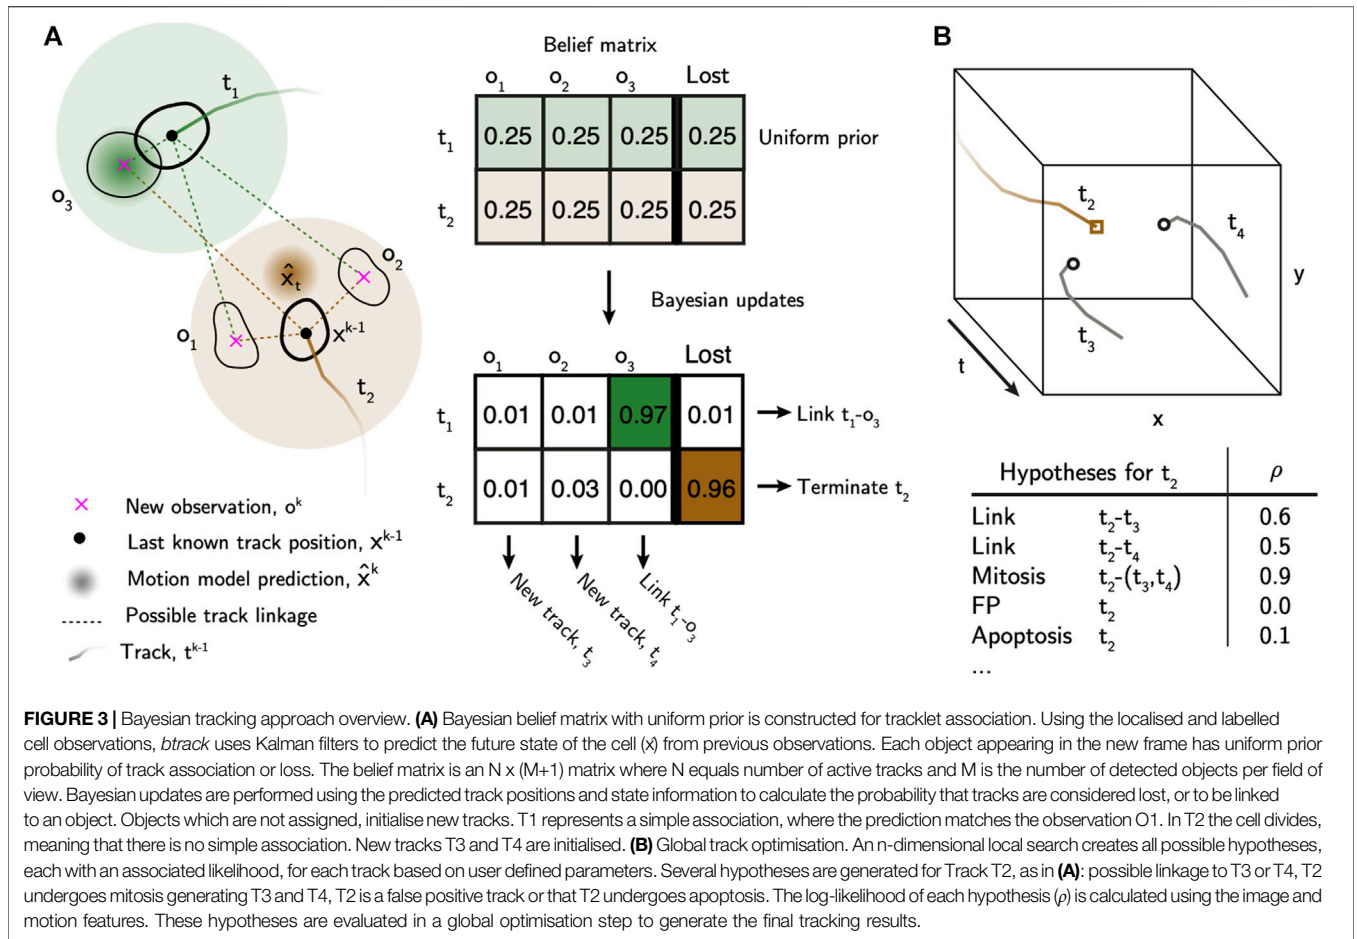 A
t1
o3
x̂t
o2
o1
xk-1
t2
New observation, ok
Last known track position, xk-1
Motion model prediction, x̂k
Possible track linkage
Track, tk-1
Belief matrix
o1 o2 o3 Lost
t1 0.25 0.25 0.25 0.25 Uniform prior
t2 0.25 0.25 0.25 0.25
Bayesian updates
o1 o2 o3 Lost
t1 0.01 0.01 0.97 0.01 Link t1-o3
t2 0.01 0.03 0.00 0.96 Terminate t2
New track, t3
New track, t4
Link t1-o3
B
t2
t4
t3
y
t
x
Hypotheses for t2 ρ
Link t2-t3 0.6
Link t2-t4 0.5
Mitosis t2-(t3,t4) 0.9
FP t2 0.0
Apoptosis t2 0.1
...
FIGURE 3 | Bayesian tracking approach overview. (A) Bayesian belief matrix with uniform prior is constructed for tracklet association. Using the localised and labelled
cell observations, btrack uses Kalman filters to predict the future state of the cell (x) from previous observations. Each object appearing in the new frame has uniform prior
probability of track association or loss. The belief matrix is an N x (M+1) matrix where N equals number of active tracks and M is the number of detected objects per field of
view. Bayesian updates are performed using the predicted track positions and state information to calculate the probability that tracks are considered lost, or to be linked
to an object. Objects which are not assigned, initialise new tracks. T1 represents a simple association, where the prediction matches the observation O1. In T2 the cell divides,
meaning that there is no simple association. New tracks T3 and T4 are initialised. (B) Global track optimisation. An n-dimensional local search creates all possible hypotheses,
each with an associated likelihood, for each track based on user defined parameters. Several hypotheses are generated for Track T2, as in (A): possible linkage to T3 or T4, T2
undergoes mitosis generating T3 and T4, T2 is a false positive track or that T2 undergoes apoptosis. The log-likelihood of each hypothesis (ρ) is calculated using the image and
motion features. These hypotheses are evaluated in a global optimisation step to generate the final tracking results.